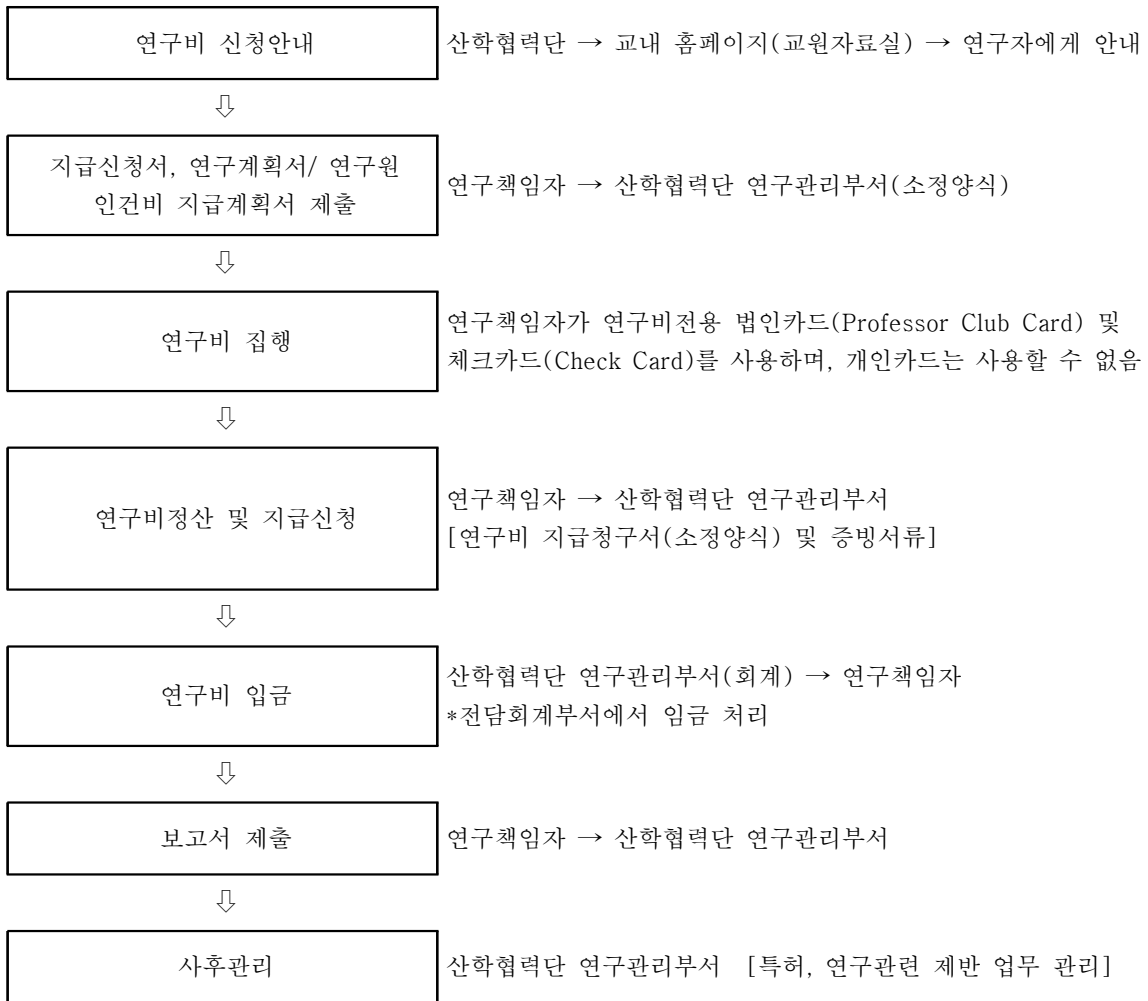 연구비 신청안내
산학협력단 → 교내 홈페이지(교원자료실) → 연구자에게 안내
⇩
지급신청서, 연구계획서/ 연구원
인건비 지급계획서 제출
연구책임자 → 산학협력단 연구관리부서(소정양식)
⇩
연구비 집행
연구책임자가 연구비전용 법인카드(Professor Club Card) 및
체크카드(Check Card)를 사용하며, 개인카드는 사용할 수 없음
⇩
연구비정산 및 지급신청
연구책임자 → 산학협력단 연구관리부서
[연구비 지급청구서(소정양식) 및 증빙서류]
⇩
연구비 입금
산학협력단 연구관리부서(회계) → 연구책임자
*전담회계부서에서 임금 처리
⇩
보고서 제출
연구책임자 → 산학협력단 연구관리부서
⇩
사후관리
산학협력단 연구관리부서 [특허, 연구관련 제반 업무 관리]